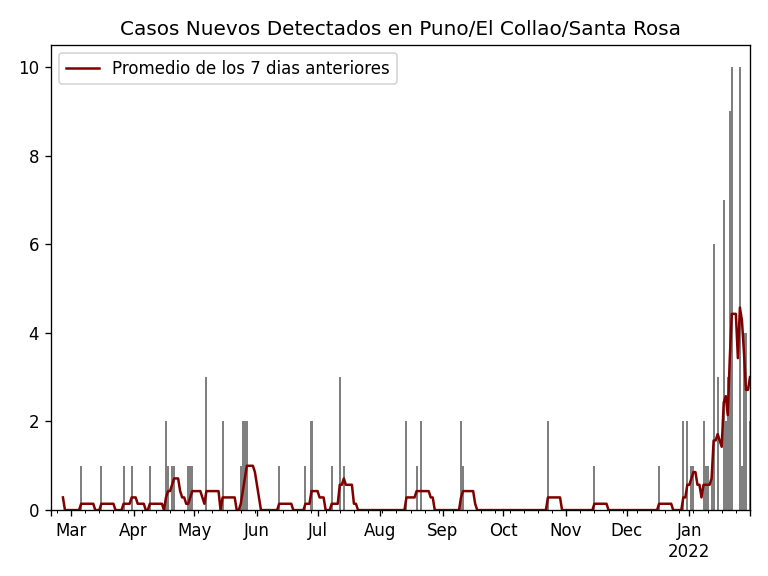 Casos Nuevos Detectados en Puno/El Collao/Santa Rosa
Promedio de los 7 dias anteriores
10
8
6
4
2
0
Mar Apr May Jun Jul Aug Sep Oct Nov Dec Jan
2022